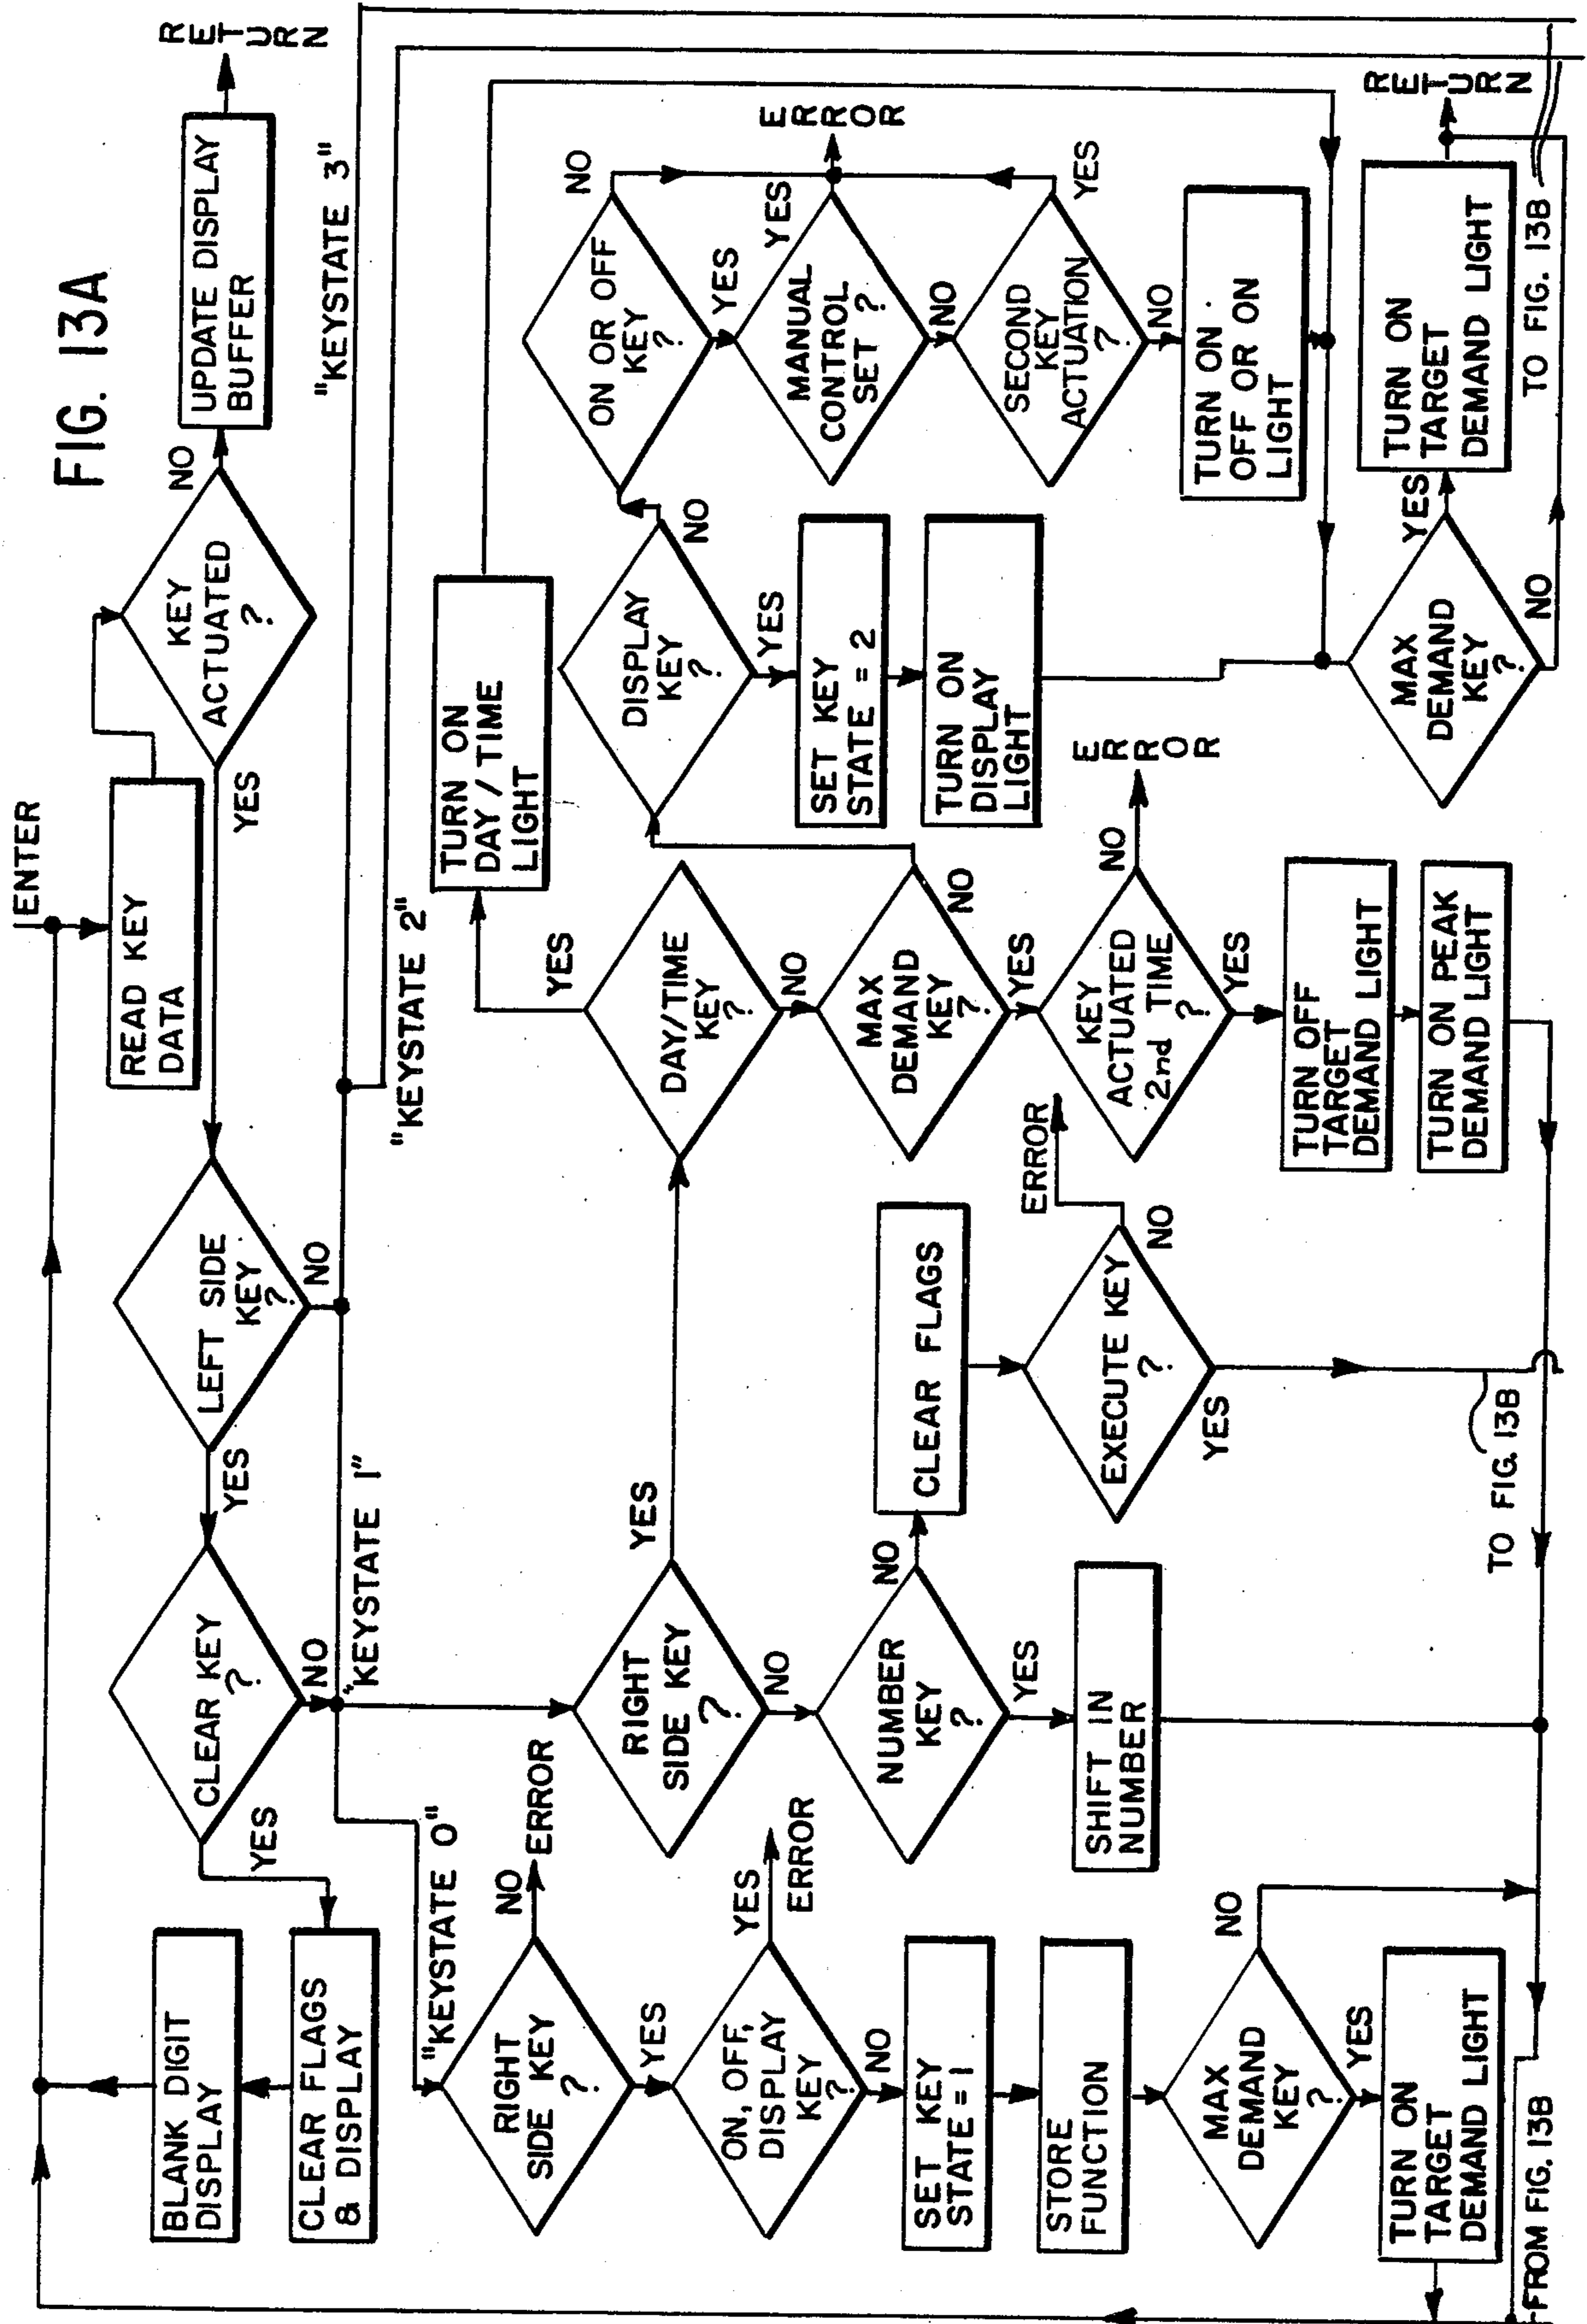 FIG. 13A
ENTER
READ KEY
DATA
KEY
ACTUATED
?
NO
YES
UPDATE DISPLAY
BUFFER
RETURN
LEFT SIDE
KEY
?
YES
NO
CLEAR KEY
?
YES
NO
BLANK DIGIT
DISPLAY
CLEAR FLAGS
& DISPLAY
"KEYSTATE 0"
"KEYSTATE 1"
"KEYSTATE 2"
"KEYSTATE 3"
RIGHT
SIDE KEY
?
NO
ERROR
YES
ON, OFF,
DISPLAY
KEY
?
YES
ERROR
NO
SET KEY
STATE = 1
STORE
FUNCTION
MAX
DEMAND
KEY
?
NO
YES
TURN ON
TARGET
DEMAND LIGHT
FROM FIG. 13B
RIGHT
SIDE KEY
?
YES
NO
NUMBER
KEY
?
NO
YES
SHIFT IN
NUMBER
CLEAR FLAGS
EXECUTE KEY
?
NO
ERROR
YES
TO FIG. 13B
DAY/TIME
KEY
?
YES
NO
TURN ON
DAY / TIME
LIGHT
MAX
DEMAND
KEY
?
NO
YES
KEY
ACTUATED
2nd TIME
?
NO
ERROR
YES
TURN OFF
TARGET
DEMAND LIGHT
TURN ON PEAK
DEMAND LIGHT
DISPLAY
KEY
?
NO
YES
SET KEY
STATE = 2
TURN ON
DISPLAY
LIGHT
ON OR OFF
KEY
?
NO
YES
MANUAL
CONTROL
SET ?
YES
ERROR
NO
SECOND
KEY
ACTUATION
?
YES
NO
TURN ON
OFF OR ON
LIGHT
MAX
DEMAND
KEY
?
YES
NO
TURN ON
TARGET
DEMAND LIGHT
RETURN
TO FIG. 13B